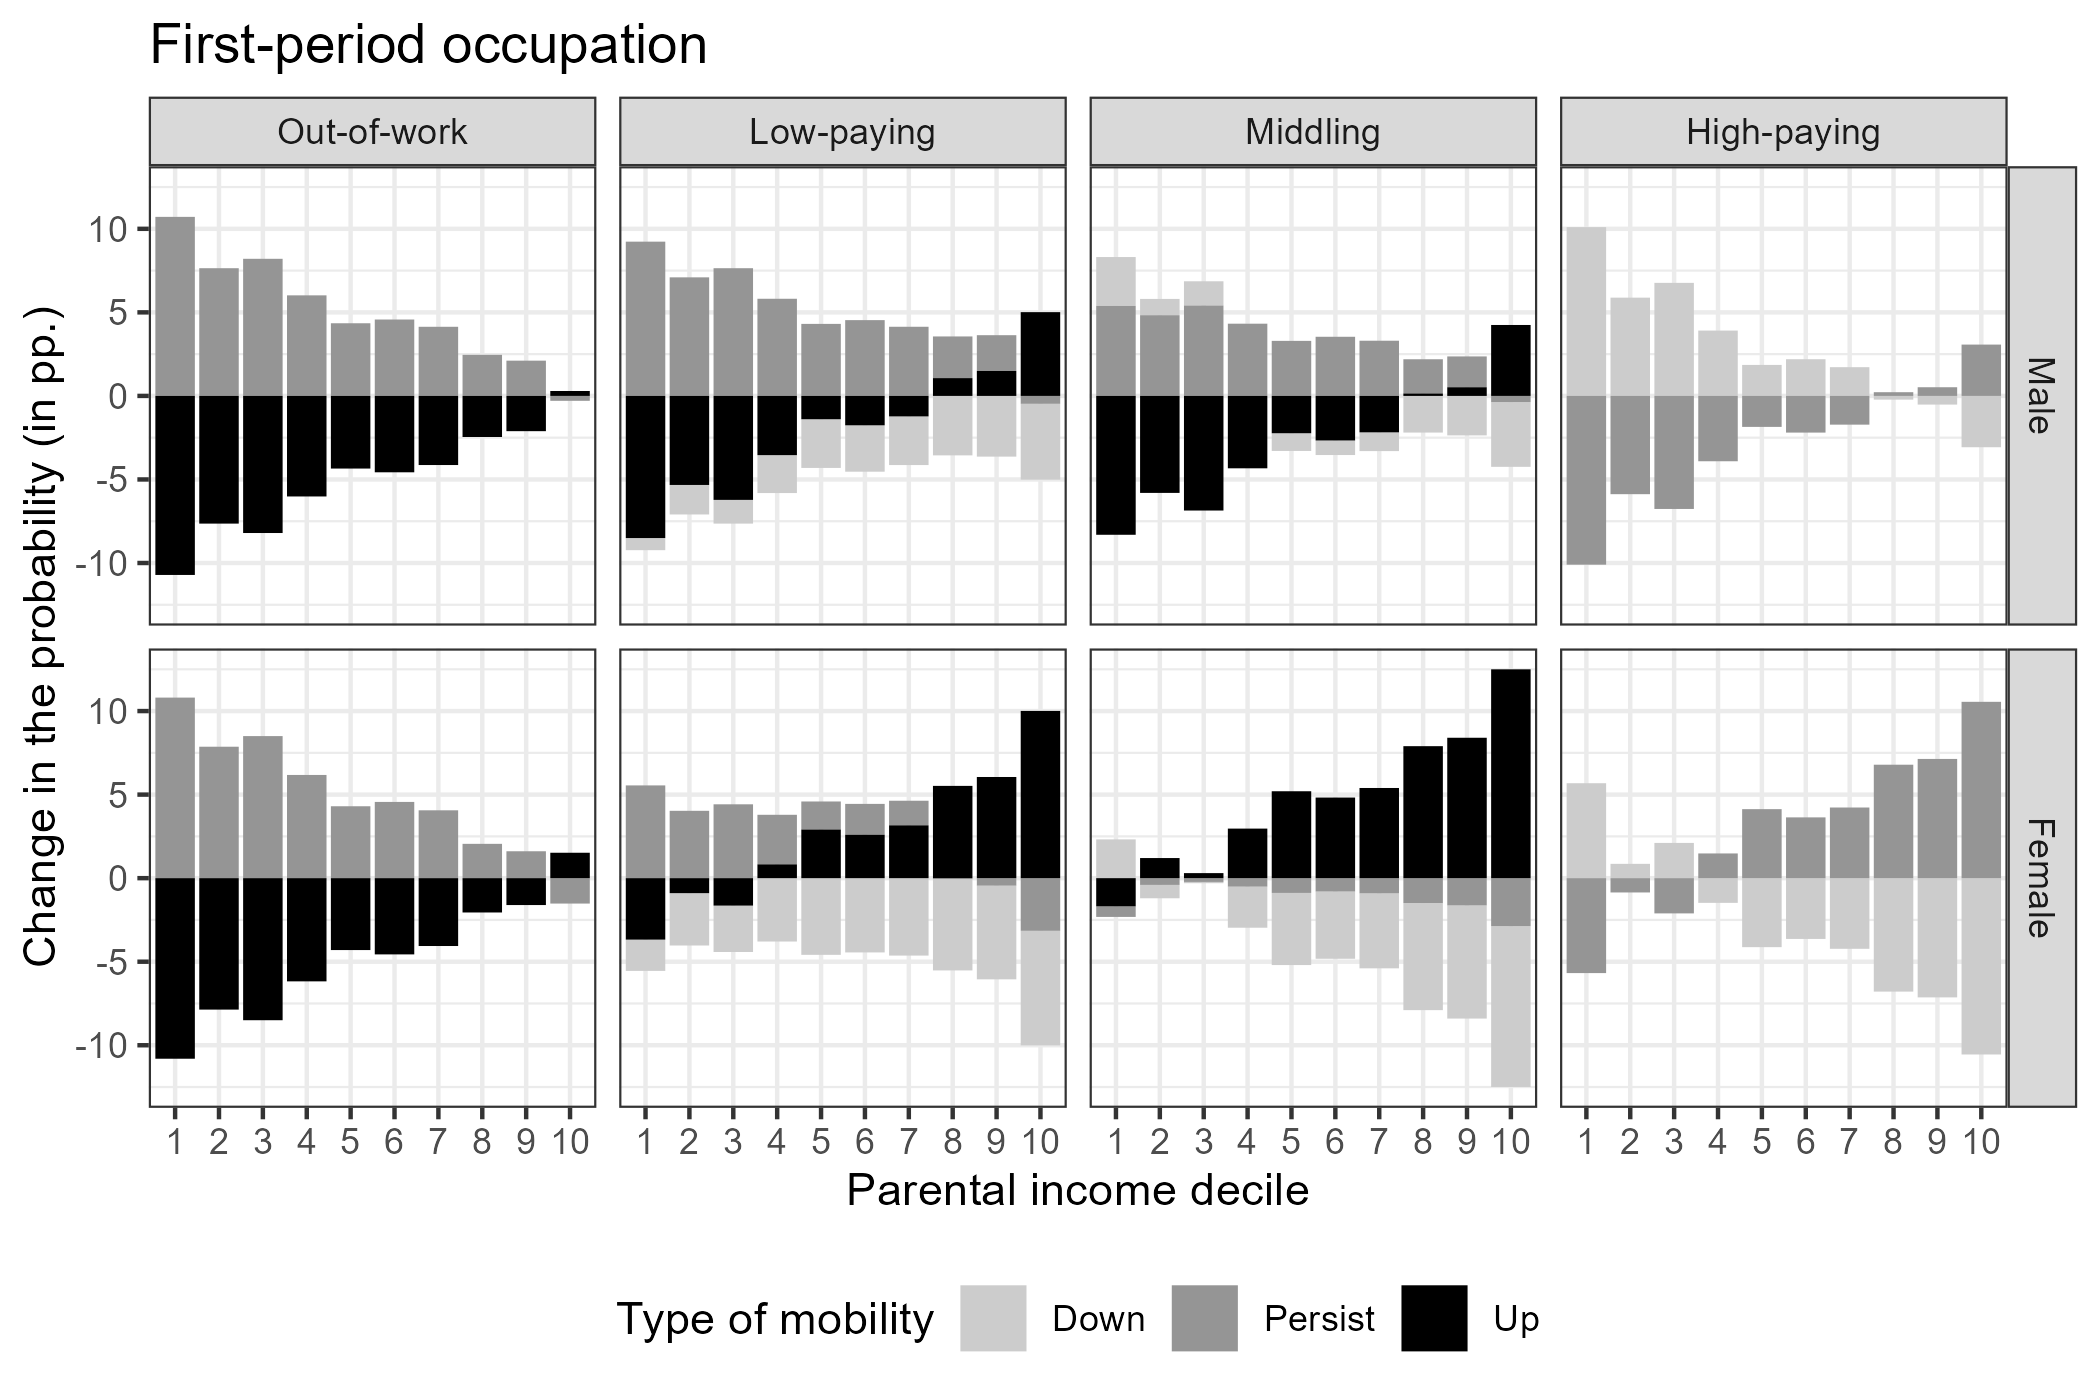 First-period occupation
Out-of-work
Low-paying
Middling
High-paying
Change in the probability (in pp.)
10
5
0
-5
-10
Male
10
5
0
-5
-10
Female
1 2 3 4 5 6 7 8 9 10
1 2 3 4 5 6 7 8 9 10
1 2 3 4 5 6 7 8 9 10
1 2 3 4 5 6 7 8 9 10
Parental income decile
Type of mobility
Down
Persist
Up